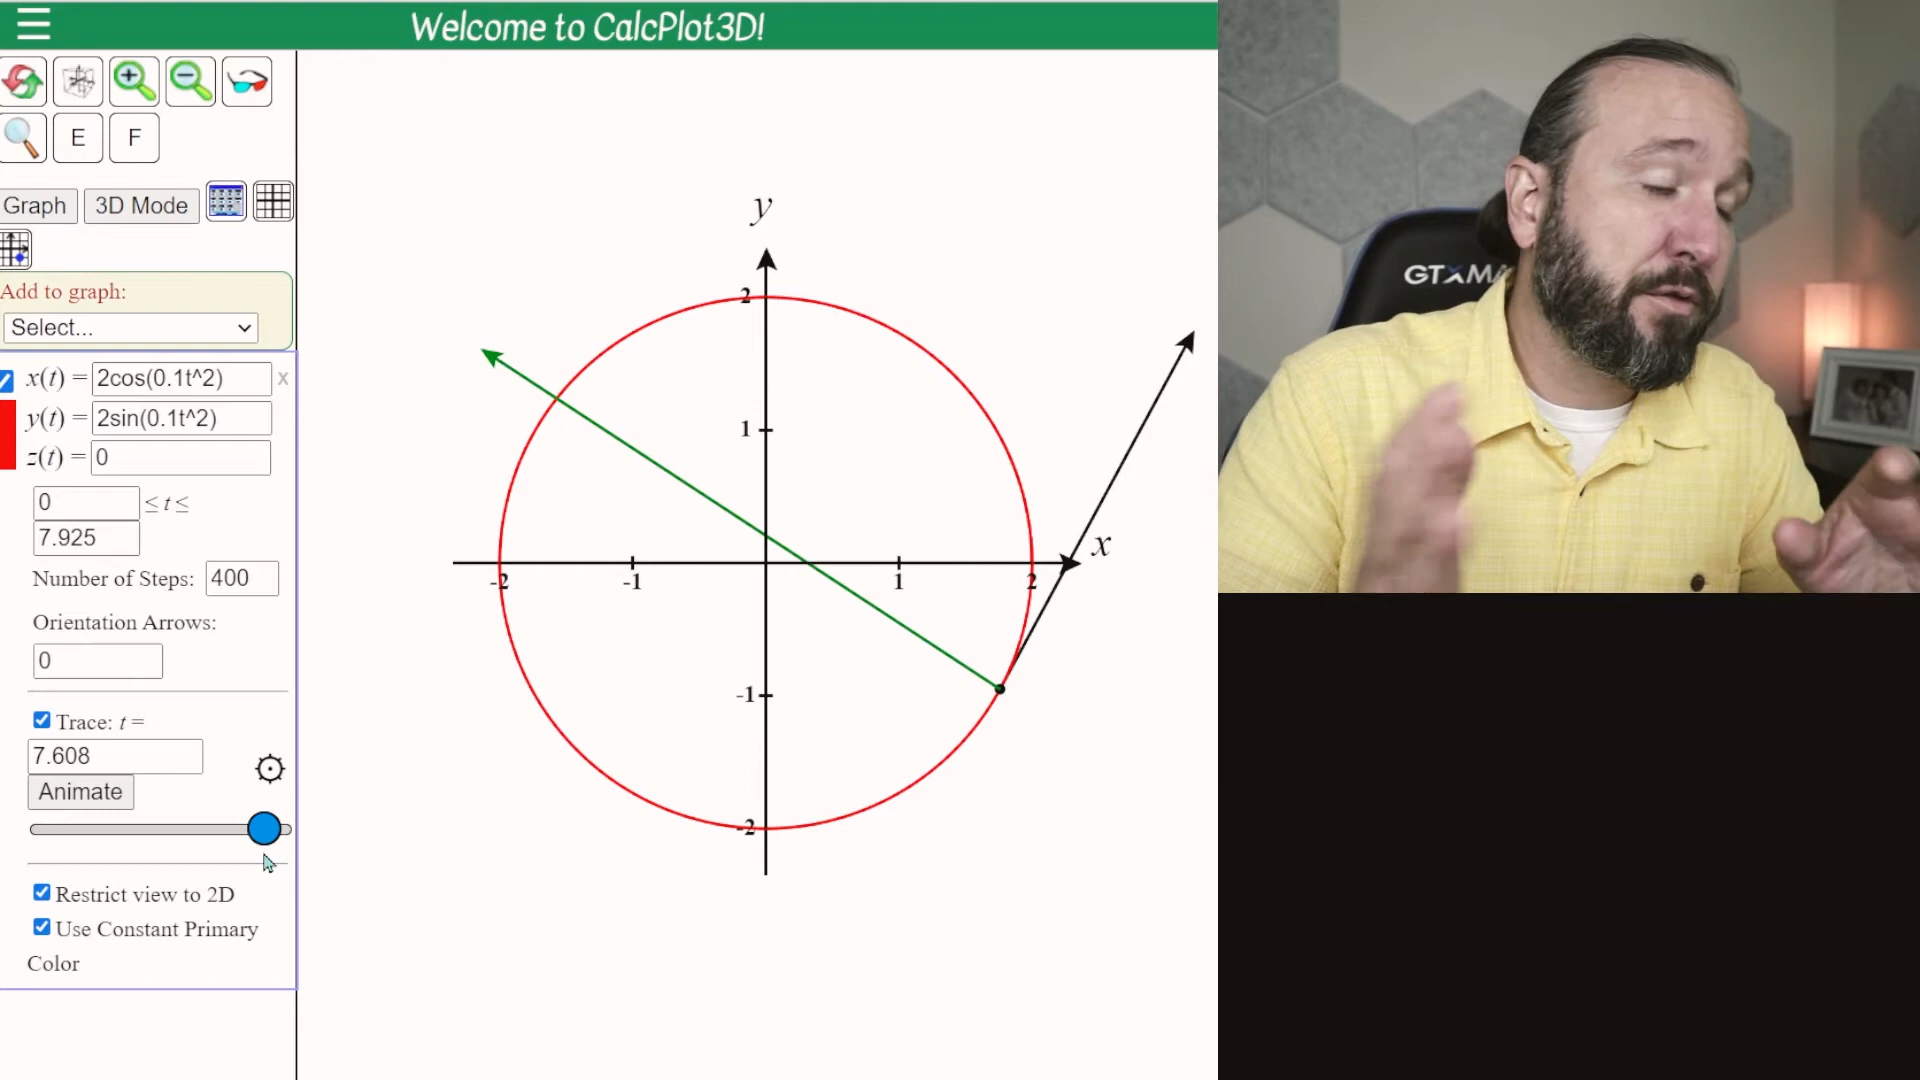 Welcome to CalcPlot3D!
E F
Graph 3D Mode
Add to graph:
Select...
x(t) = 2cos(0.1t^2) x
y(t) = 2sin(0.1t^2)
z(t) = 0
0 ≤ t ≤
7.925
Number of Steps: 400
Orientation Arrows:
0
Trace: t =
7.608
Animate
Restrict view to 2D
Use Constant Primary
Color
y
2
1
x
-2 -1 1 2
-1
-2
GTXMA